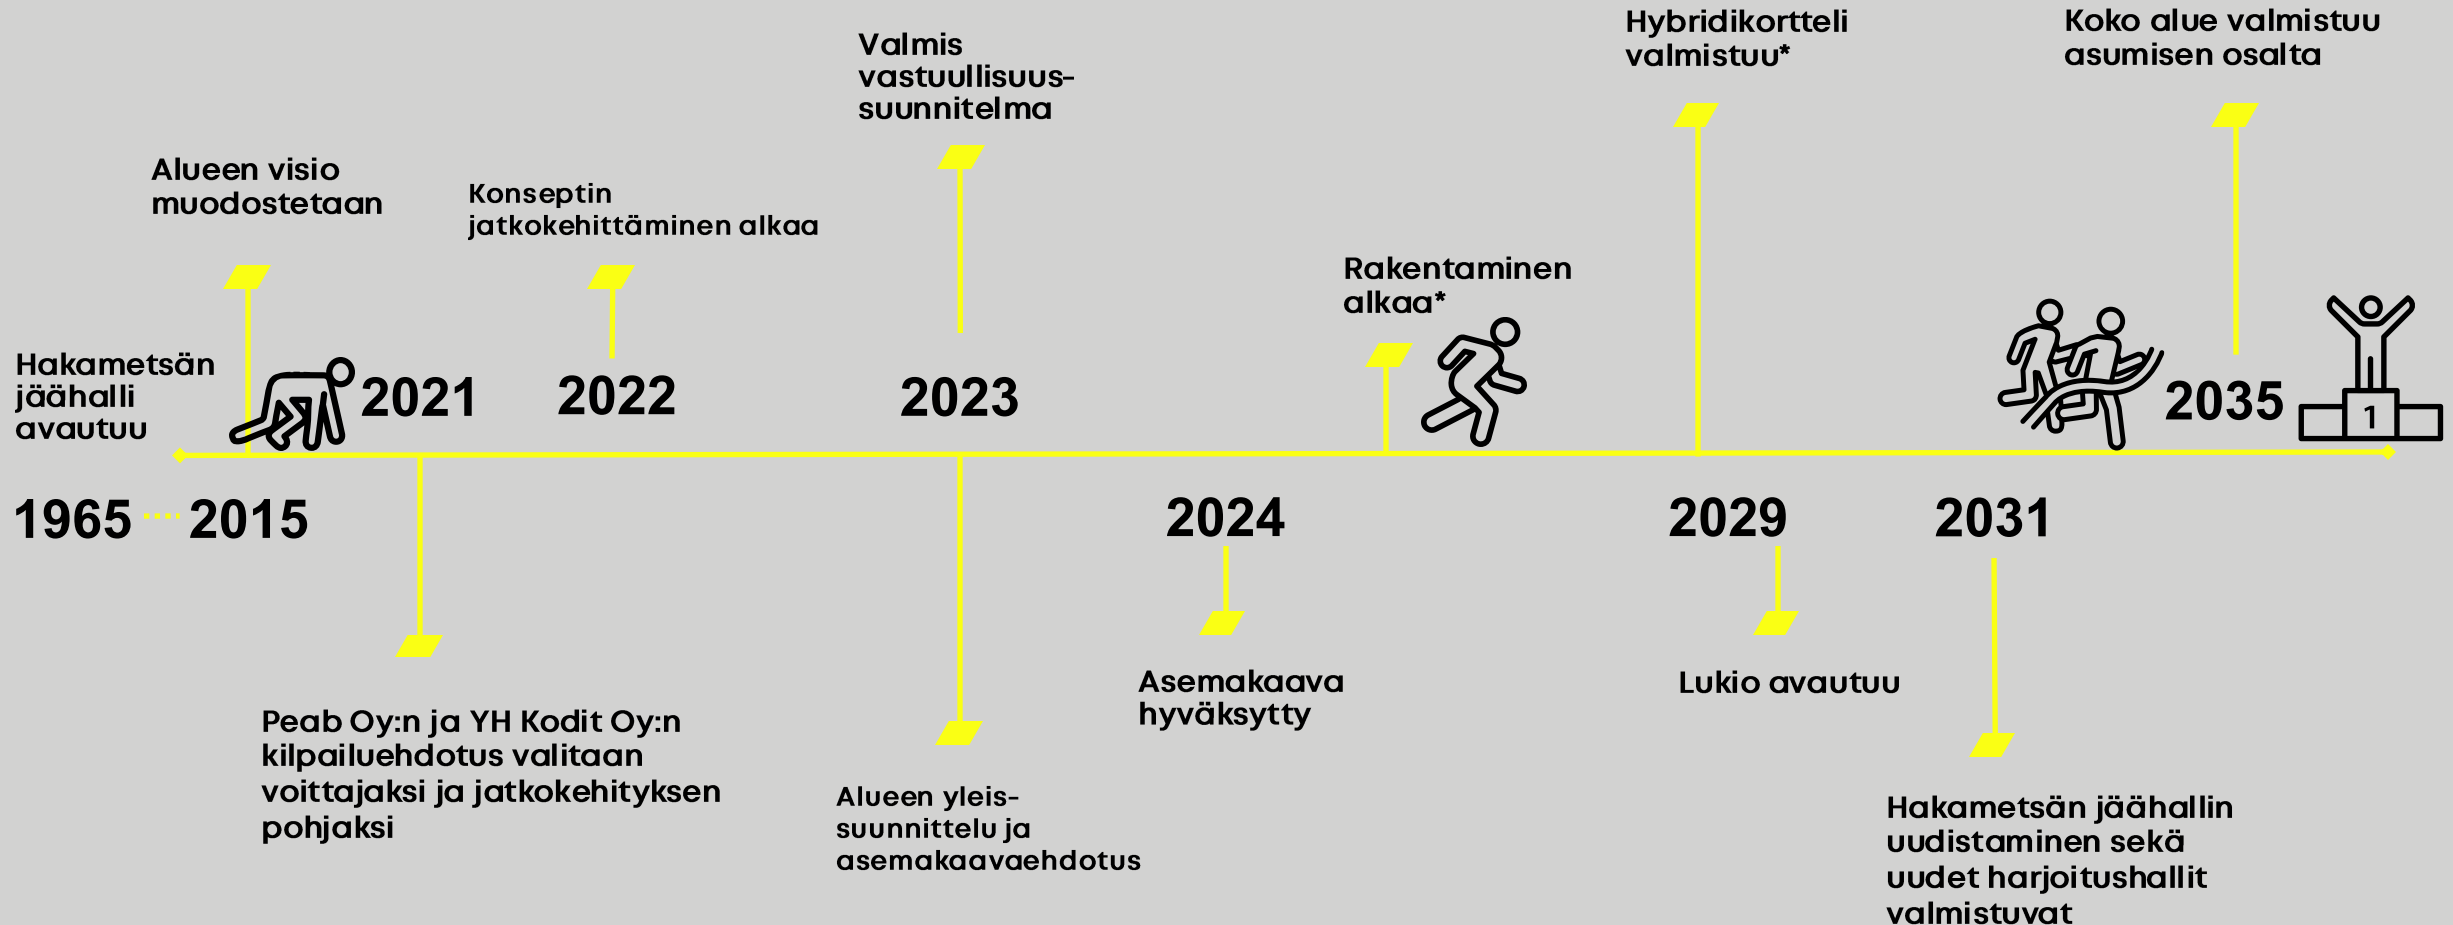 Hakametsän
jäähalli
avautuu
1965
Alueen visio
muodostetaan
2015
2021
Peab Oy:n ja YH Kodit Oy:n
kilpailuehdotus valitaan
voittajaksi ja jatkokehityksen
pohjaksi
Konseptin
jatkokehittäminen alkaa
2022
Valmis
vastuullisuus-
suunnitelma
2023
Alueen yleis-
suunnittelu ja
asemakaavaehdotus
2024
Asemakaava
hyväksytty
Rakentaminen
alkaa*
Hybridikortteli
valmistuu*
2029
Lukio avautuu
2031
Hakametsän jäähallin
uudistaminen sekä
uudet harjoitushallit
valmistuvat
Koko alue valmistuu
asumisen osalta
2035
1